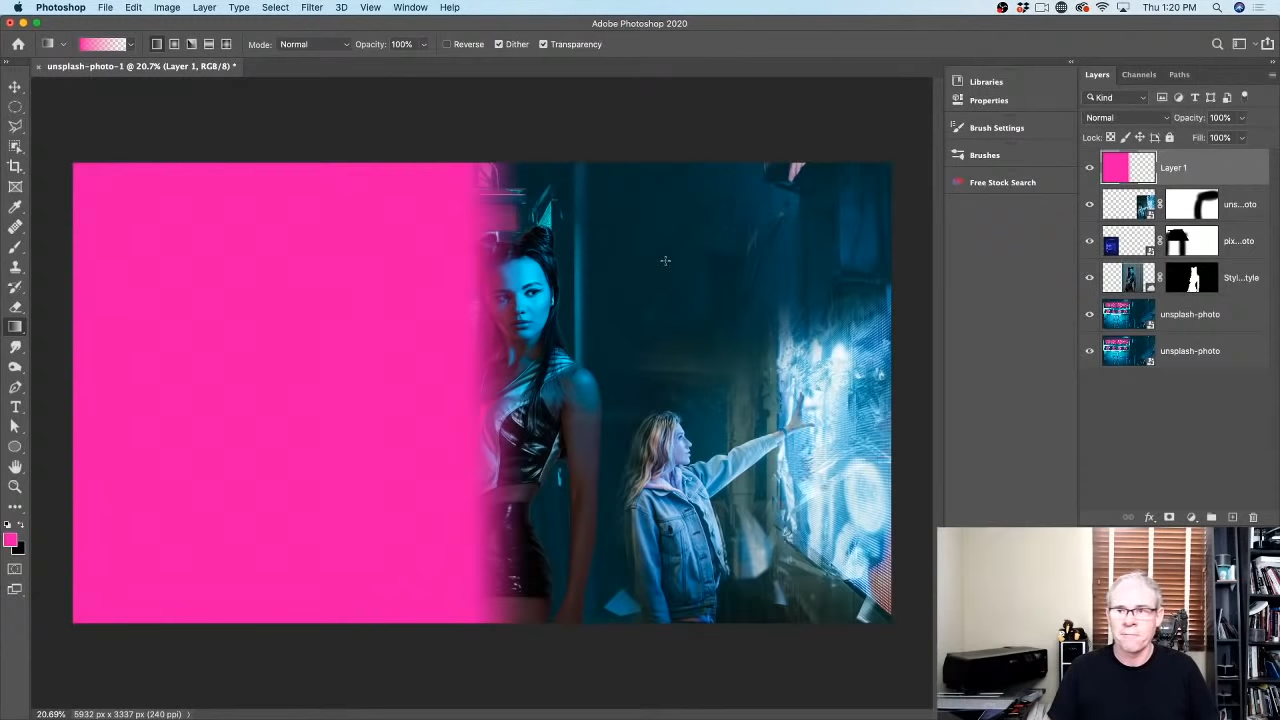 Photoshop File Edit Image Layer Type Select Filter 3D View Window Help Thu 1:20 PM
Adobe Photoshop 2020
Mode: Normal Opacity: 100% Reverse Dither Transparency
unsplash-photo-1 @ 20.7% (Layer 1, RGB/8) *
Libraries
Properties
Brush Settings
Brushes
Free Stock Search
Layers Channels Paths
Kind
Normal Opacity: 100%
Lock: Fill: 100%
Layer 1
uns...oto
pix...oto
Styl...tyle
unsplash-photo
unsplash-photo
20.69% 5932 px x 3337 px (240 ppi)